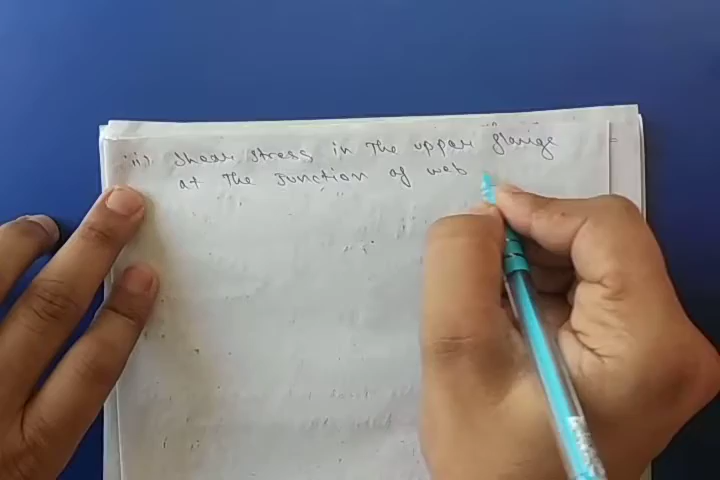 iii). Shear stress in the upper flange
at the Junction of web